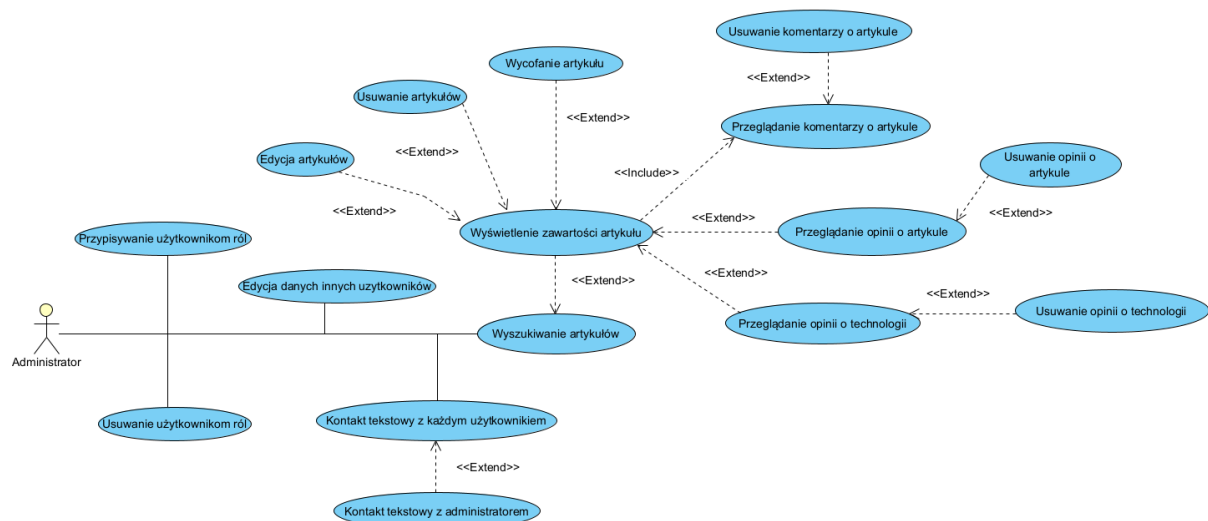 Usuwanie komentarzy o artykule
Wycofanie artykułu
<<Extend>>
Usuwanie artykułów
<<Extend>>
Przeglądanie komentarzy o artykule
<<Extend>>
Edycja artykułów
Usuwanie opinii o
artykule
<<Include>>
<<Extend>>
<<Extend>>
<<Extend>>
Wyświetlenie zawartości artykułu
Przeglądanie opinii o artykule
Przypisywanie użytkownikom ról
<<Extend>>
<<Extend>>
Edycja danych innych uzytkowników
<<Extend>>
Usuwanie opinii o technologii
Przeglądanie opinii o technologii
Wyszukiwanie artykułów
Administrator
Usuwanie użytkownikom ról
Kontakt tekstowy z każdym użytkownikiem
<<Extend>>
Kontakt tekstowy z administratorem